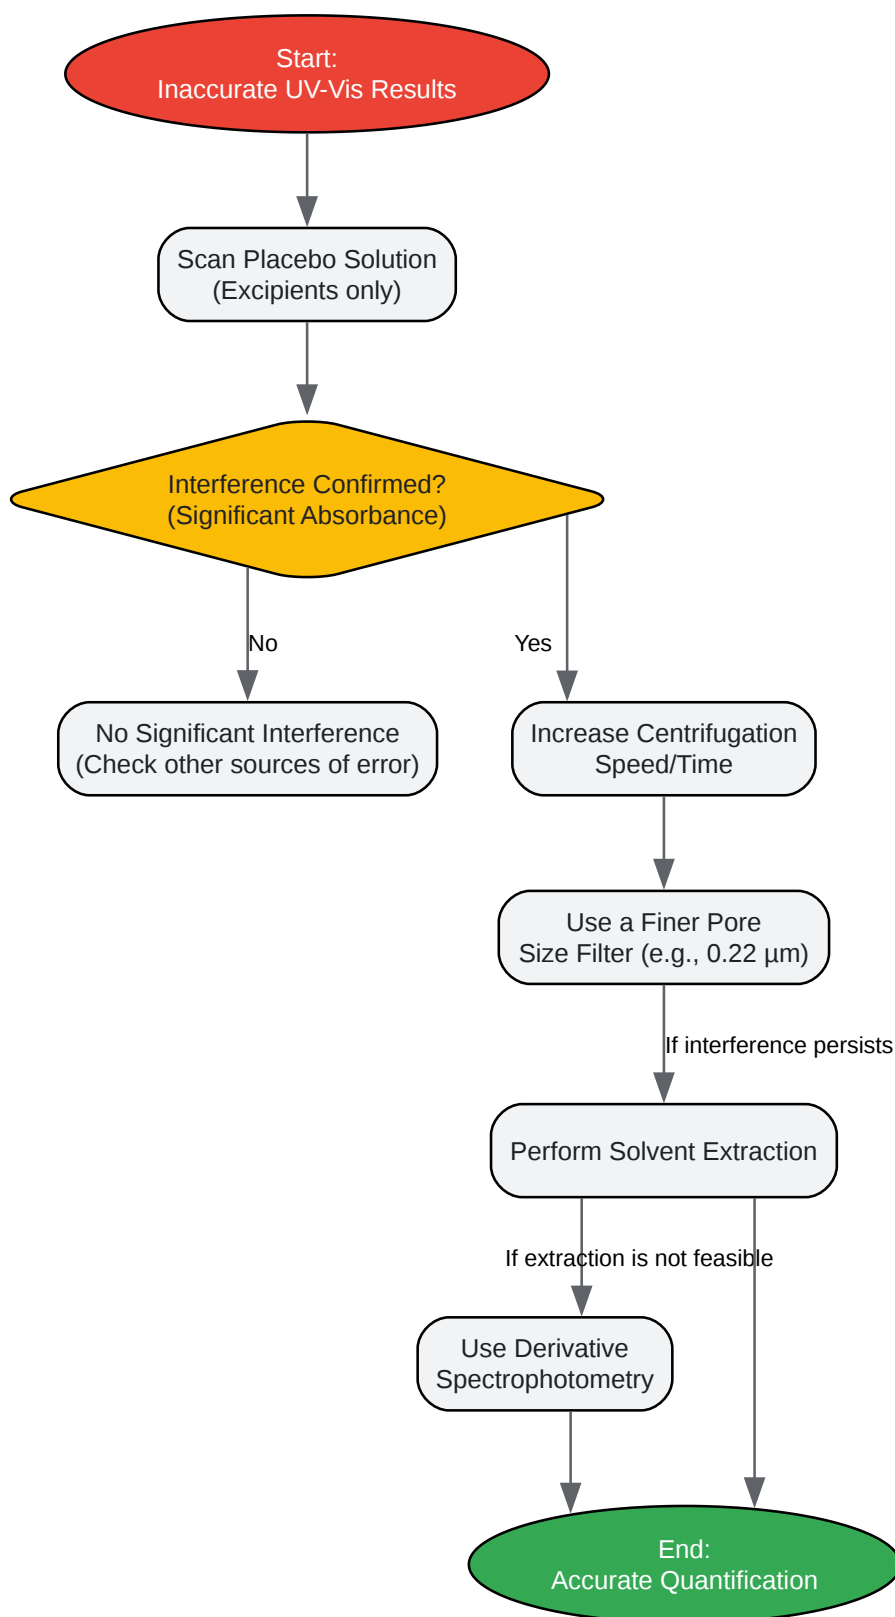 Start:
Inaccurate UV-Vis Results
Scan Placebo Solution
(Excipients only)
Interference Confirmed?
(Significant Absorbance)
No
Yes
No Significant Interference
(Check other sources of error)
Increase Centrifugation
Speed/Time
Use a Finer Pore
Size Filter (e.g., 0.22 µm)
If interference persists
Perform Solvent Extraction
If extraction is not feasible
Use Derivative
Spectrophotometry
End:
Accurate Quantification